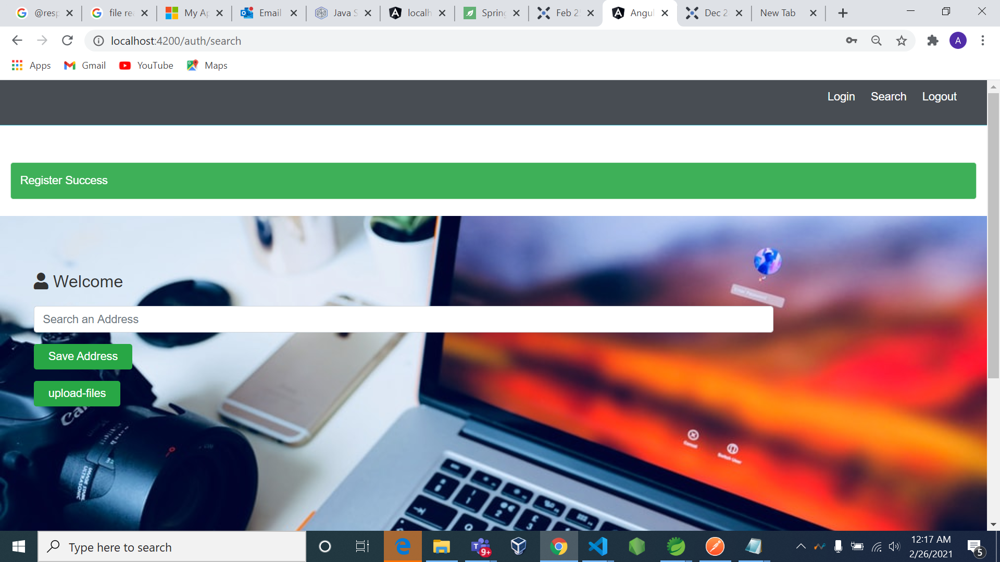 @resp
file re
My Ap
Email
Java S
localh
Spring
Feb 2
Angul
Dec 2
New Tab
localhost:4200/auth/search
A
Apps
Gmail
YouTube
Maps
Login
Search
Logout
Register Success
Welcome
Search an Address
Save Address
upload-files
Type here to search
9+
12:17 AM
2/26/2021
5